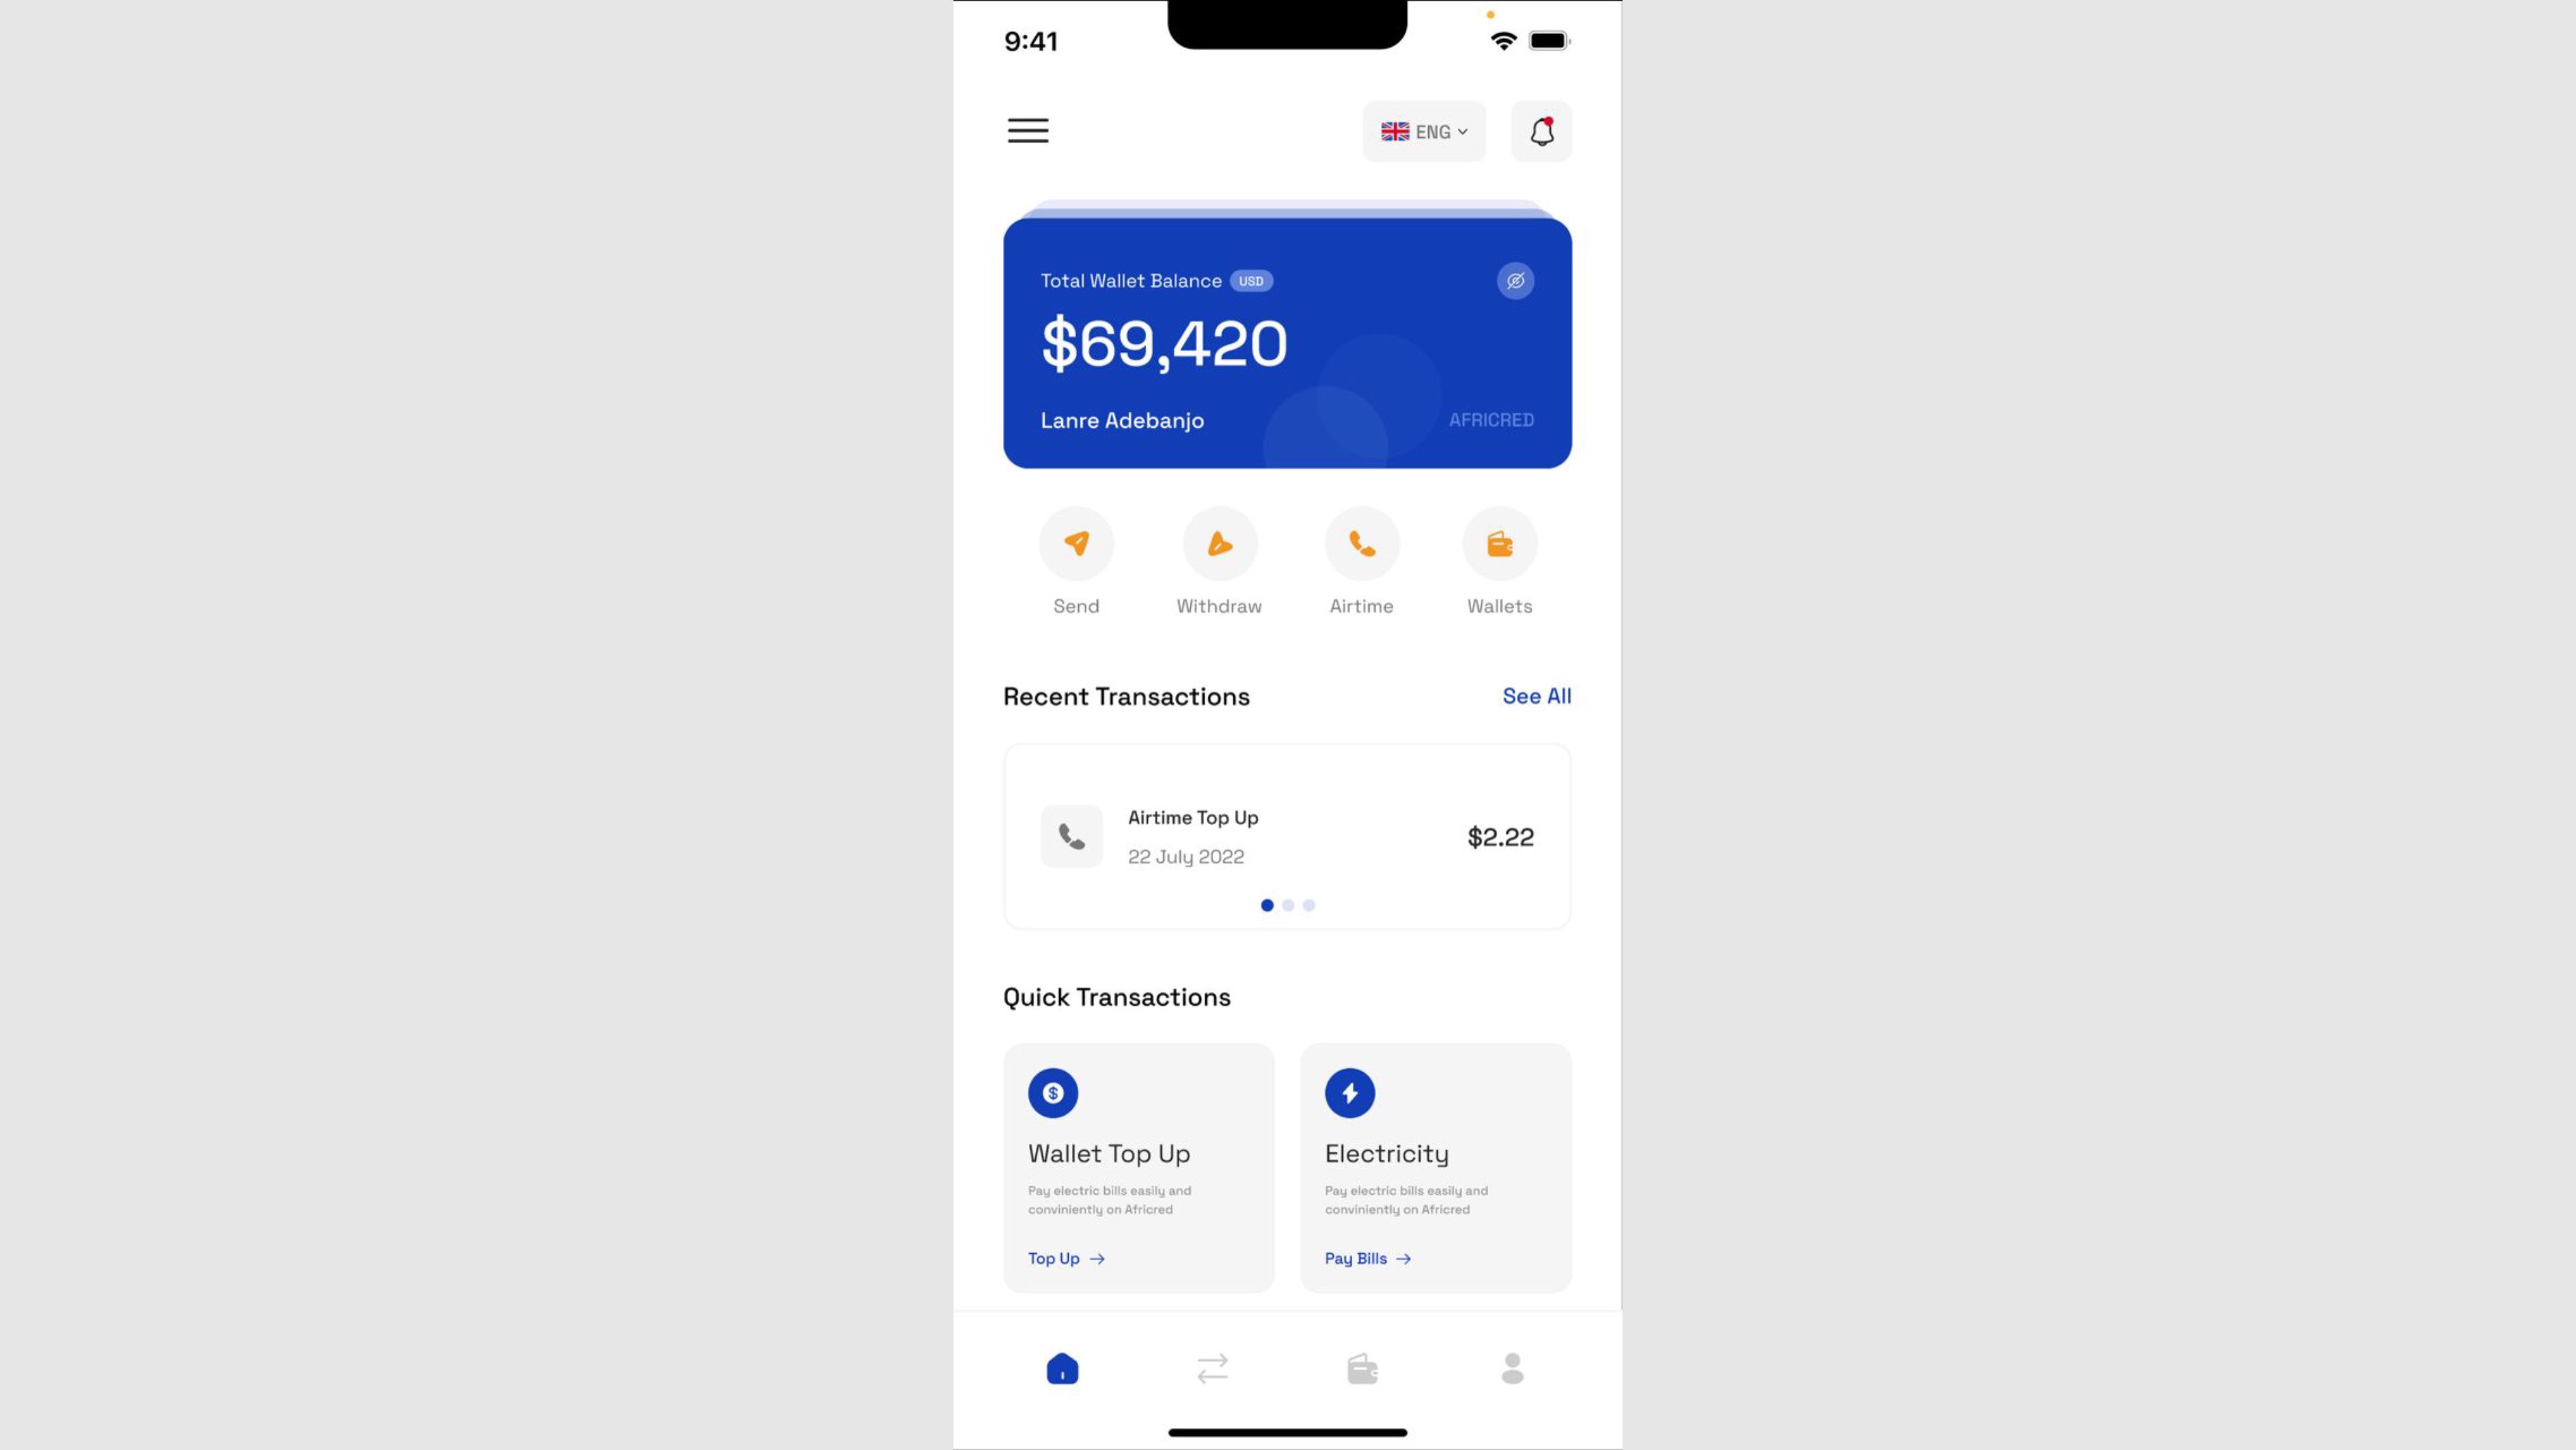 9:41
ENG
Total Wallet Balance USD
$69,420
Lanre Adebanjo AFRICRED
Send Withdraw Airtime Wallets
Recent Transactions See All
Airtime Top Up
$2.22
22 July 2022
Quick Transactions
$
Wallet Top Up
Pay electric bills easily and
conviniently on Africred
Top Up →
Electricity
Pay electric bills easily and
conviniently on Africred
Pay Bills →